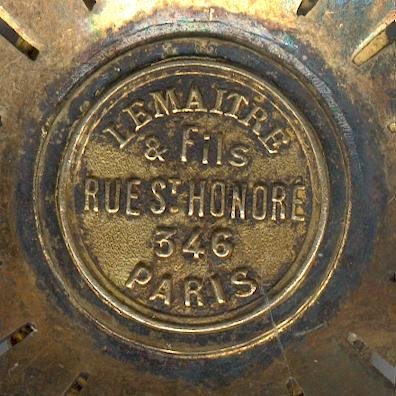 LEMAITRE
& Fils
RUE ST HONORÉ
346
PARIS